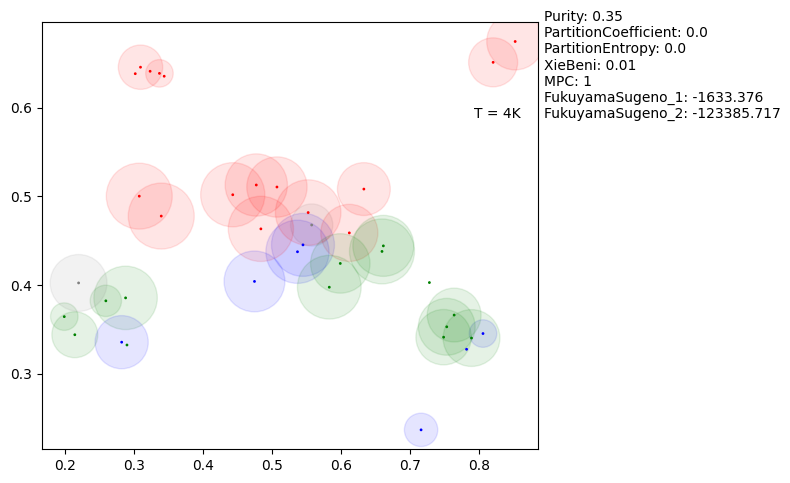 Purity: 0.35
PartitionCoefficient: 0.0
PartitionEntropy: 0.0
XieBeni: 0.01
MPC: 1
FukuyamaSugeno_1: -1633.376
FukuyamaSugeno_2: -123385.717
T = 4K
0.6
0.5
0.4
0.3
0.2 0.3 0.4 0.5 0.6 0.7 0.8